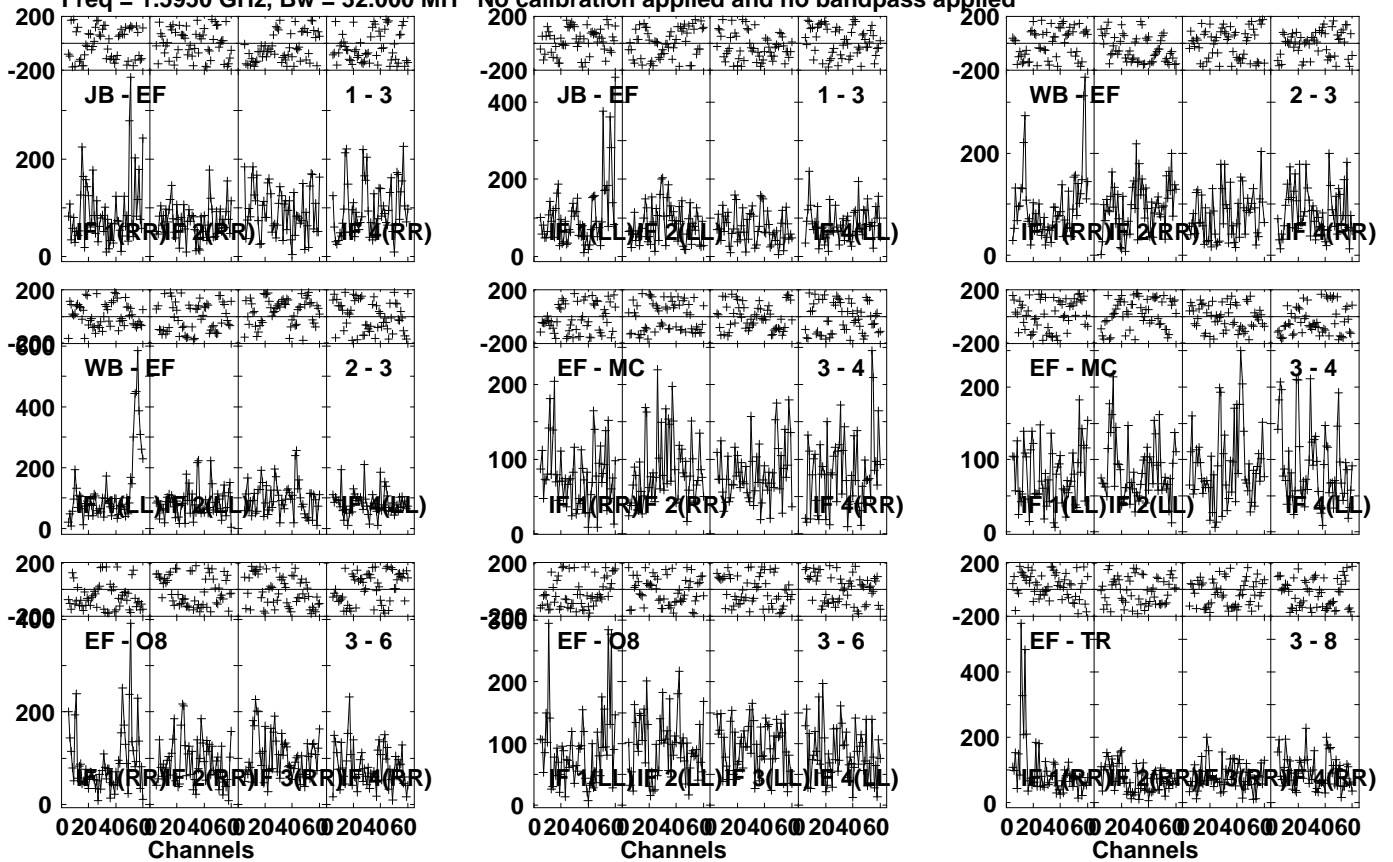 Freq = 1.5950 GHz, Bw = 32.000 MH No calibration applied and no bandpass applied
200 200 200
-200 -200 -200
JB - EF 1 - 3 JB - EF 1 - 3 WB - EF 2 - 3
400
200 200 200
IF 1(RR) IF 2(RR) IF 4(RR) IF 1(LL) IF 2(LL) IF 4(LL) IF 1(RR) IF 2(RR) IF 4(RR)
0 0 0
200 200 200
-200 -200 -200
600
WB - EF 2 - 3 EF - MC 3 - 4 EF - MC 3 - 4
400 200 200
200 100 100
IF 1(LL) IF 2(LL) IF 4(LL) IF 1(RR) IF 2(RR) IF 4(RR) IF 1(LL) IF 2(LL) IF 4(LL)
0 0 0
200 200 200
-200 -200 -200
400 300
EF - O8 3 - 6 EF - O8 3 - 6 EF - TR 3 - 8
200 400
200 100 200
IF 1(RR) IF 2(RR) IF 3(RR) IF 4(RR) IF 1(LL) IF 2(LL) IF 3(LL) IF 4(LL) IF 1(RR) IF 2(RR) IF 3(RR) IF 4(RR)
0 0 0
0 20 40 60 0 20 40 60 0 20 40 60 0 20 40 60 0 20 40 60 0 20 40 60 0 20 40 60 0 20 40 60 0 20 40 60 0 20 40 60 0 20 40 60 0 20 40 60
Channels Channels Channels